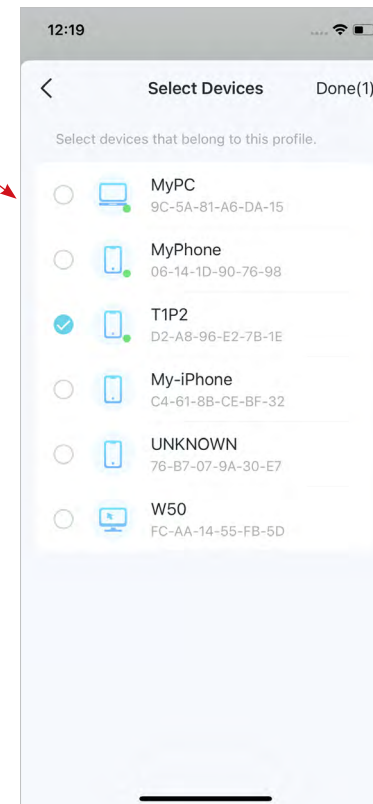 12:19
Select Devices
Done(1)
Select devices that belong to this profile.
MyPC
9C-5A-81-A6-DA-15
MyPhone
06-14-1D-90-76-98
T1P2
D2-A8-96-E2-7B-1E
My-iPhone
C4-61-8B-CE-BF-32
UNKNOWN
76-B7-07-9A-30-E7
W50
FC-AA-14-55-FB-5D